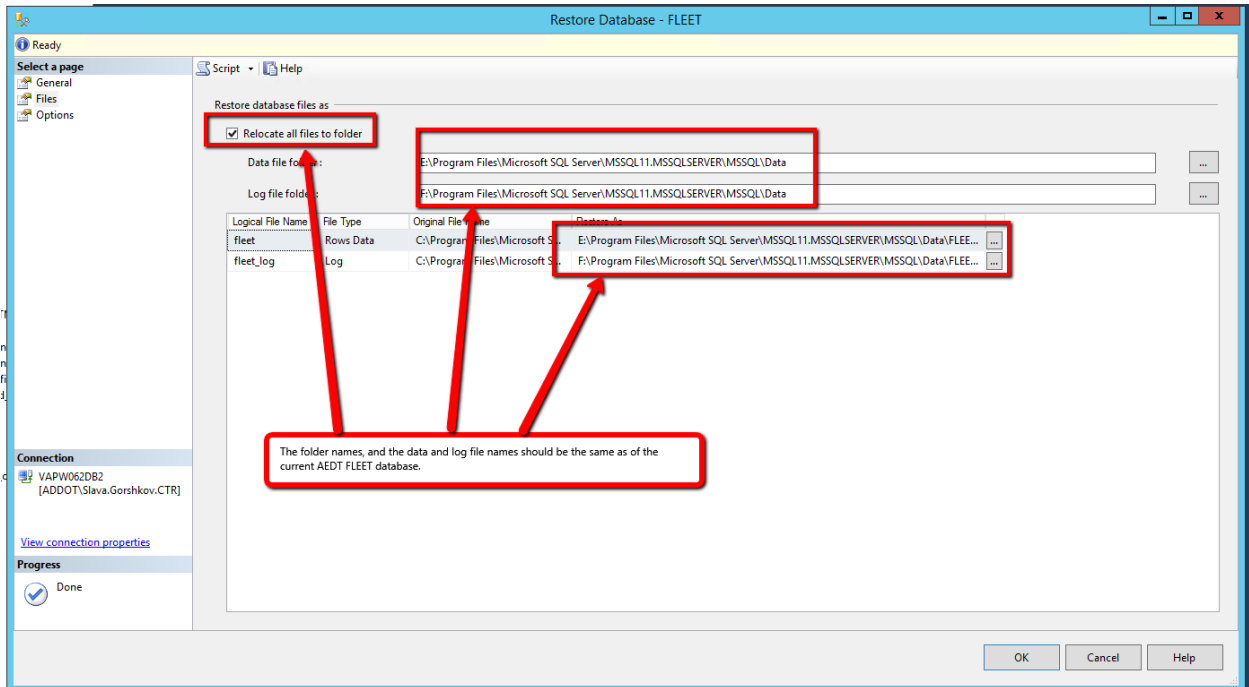 Restore Database - FLEET
Ready
Select a page
General
Files
Options
Script
Help
Restore database files as
Relocate all files to folder
Data file folder:
E:\Program Files\Microsoft SQL Server\MSSQL11.MSSQLSERVER\MSSQL\Data
...
Log file folder:
F:\Program Files\Microsoft SQL Server\MSSQL11.MSSQLSERVER\MSSQL\Data
...
Logical File Name File Type Original File Name Restore As
fleet Rows Data C:\Program Files\Microsoft S... E:\Program Files\Microsoft SQL Server\MSSQL11.MSSQLSERVER\MSSQL\Data\FLEE... ...
fleet_log Log C:\Program Files\Microsoft S... F:\Program Files\Microsoft SQL Server\MSSQL11.MSSQLSERVER\MSSQL\Data\FLEE... ...
The folder names, and the data and log file names should be the same as of the
current AEDT FLEET database.
Connection
VAPW062DB2
[ADDOT\Slava.Gorshkov.CTR]
View connection properties
Progress
Done
OK Cancel Help